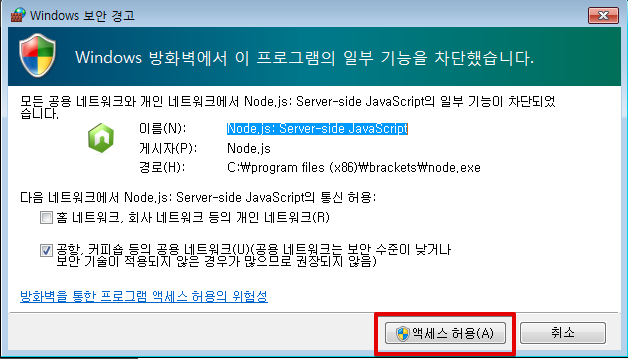 Windows 보안 경고
Windows 방화벽에서 이 프로그램의 일부 기능을 차단했습니다.
모든 공용 네트워크와 개인 네트워크에서 Node.js: Server-side JavaScript의 일부 기능이 차단되었
습니다.
이름(N): Node.js: Server-side JavaScript
게시자(P): Node.js
경로(H): C:₩program files (x86)₩brackets₩node.exe
다음 네트워크에서 Node.js: Server-side JavaScript의 통신 허용:
홈 네트워크, 회사 네트워크 등의 개인 네트워크(R)
공항, 커피숍 등의 공용 네트워크(U)(공용 네트워크는 보안 수준이 낮거나
보안 기술이 적용되지 않은 경우가 많으므로 권장되지 않음)
방화벽을 통한 프로그램 액세스 허용의 위험성
액세스 허용(A) 취소